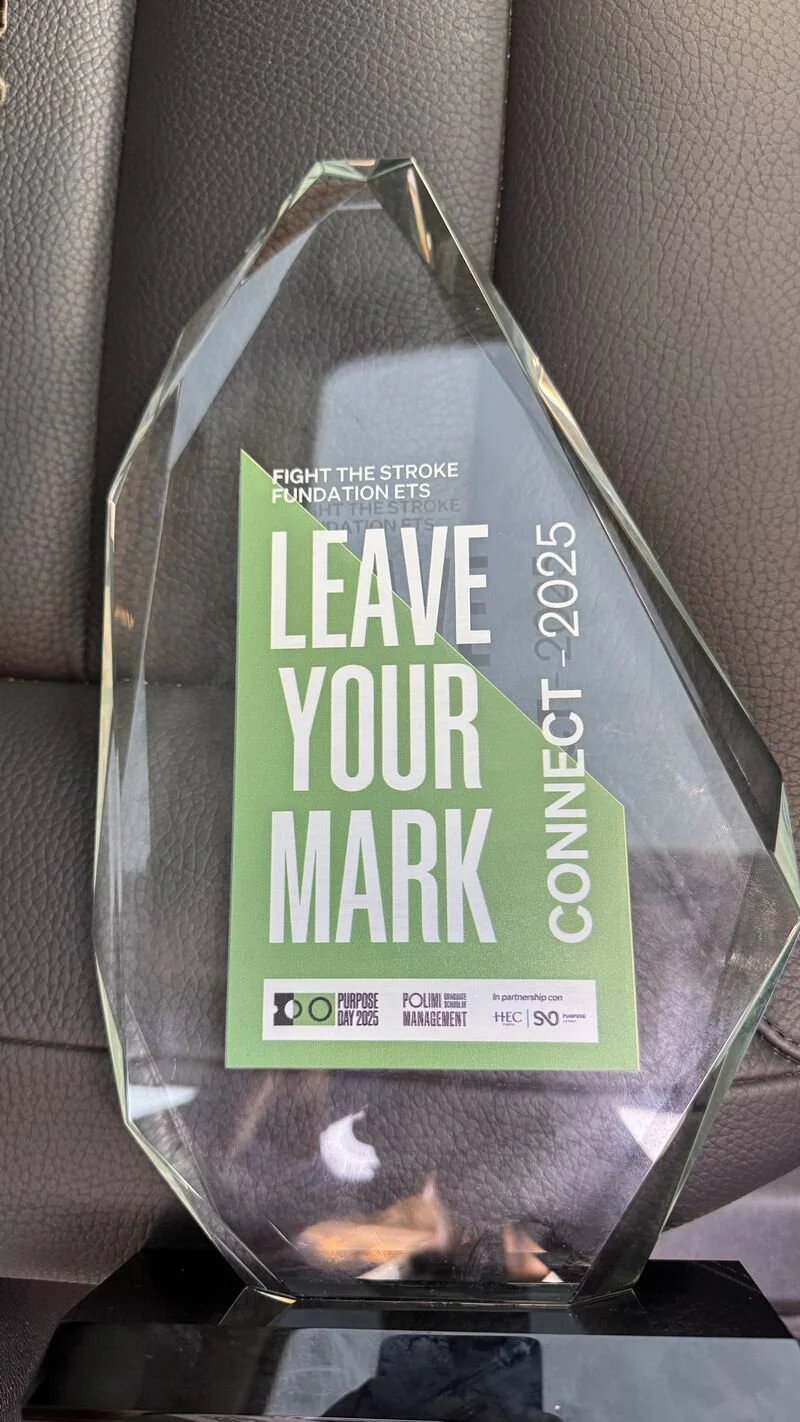 FIGHT THE STROKE
FUNDATION ETS
LEAVE
YOUR
MARK
CONNECT - 2025
PURPOSE
DAY 2025
POLIMI GRADUATE
SCHOOL OF
MANAGEMENT
In partnership con
HEC
PARIS
PURPOSE